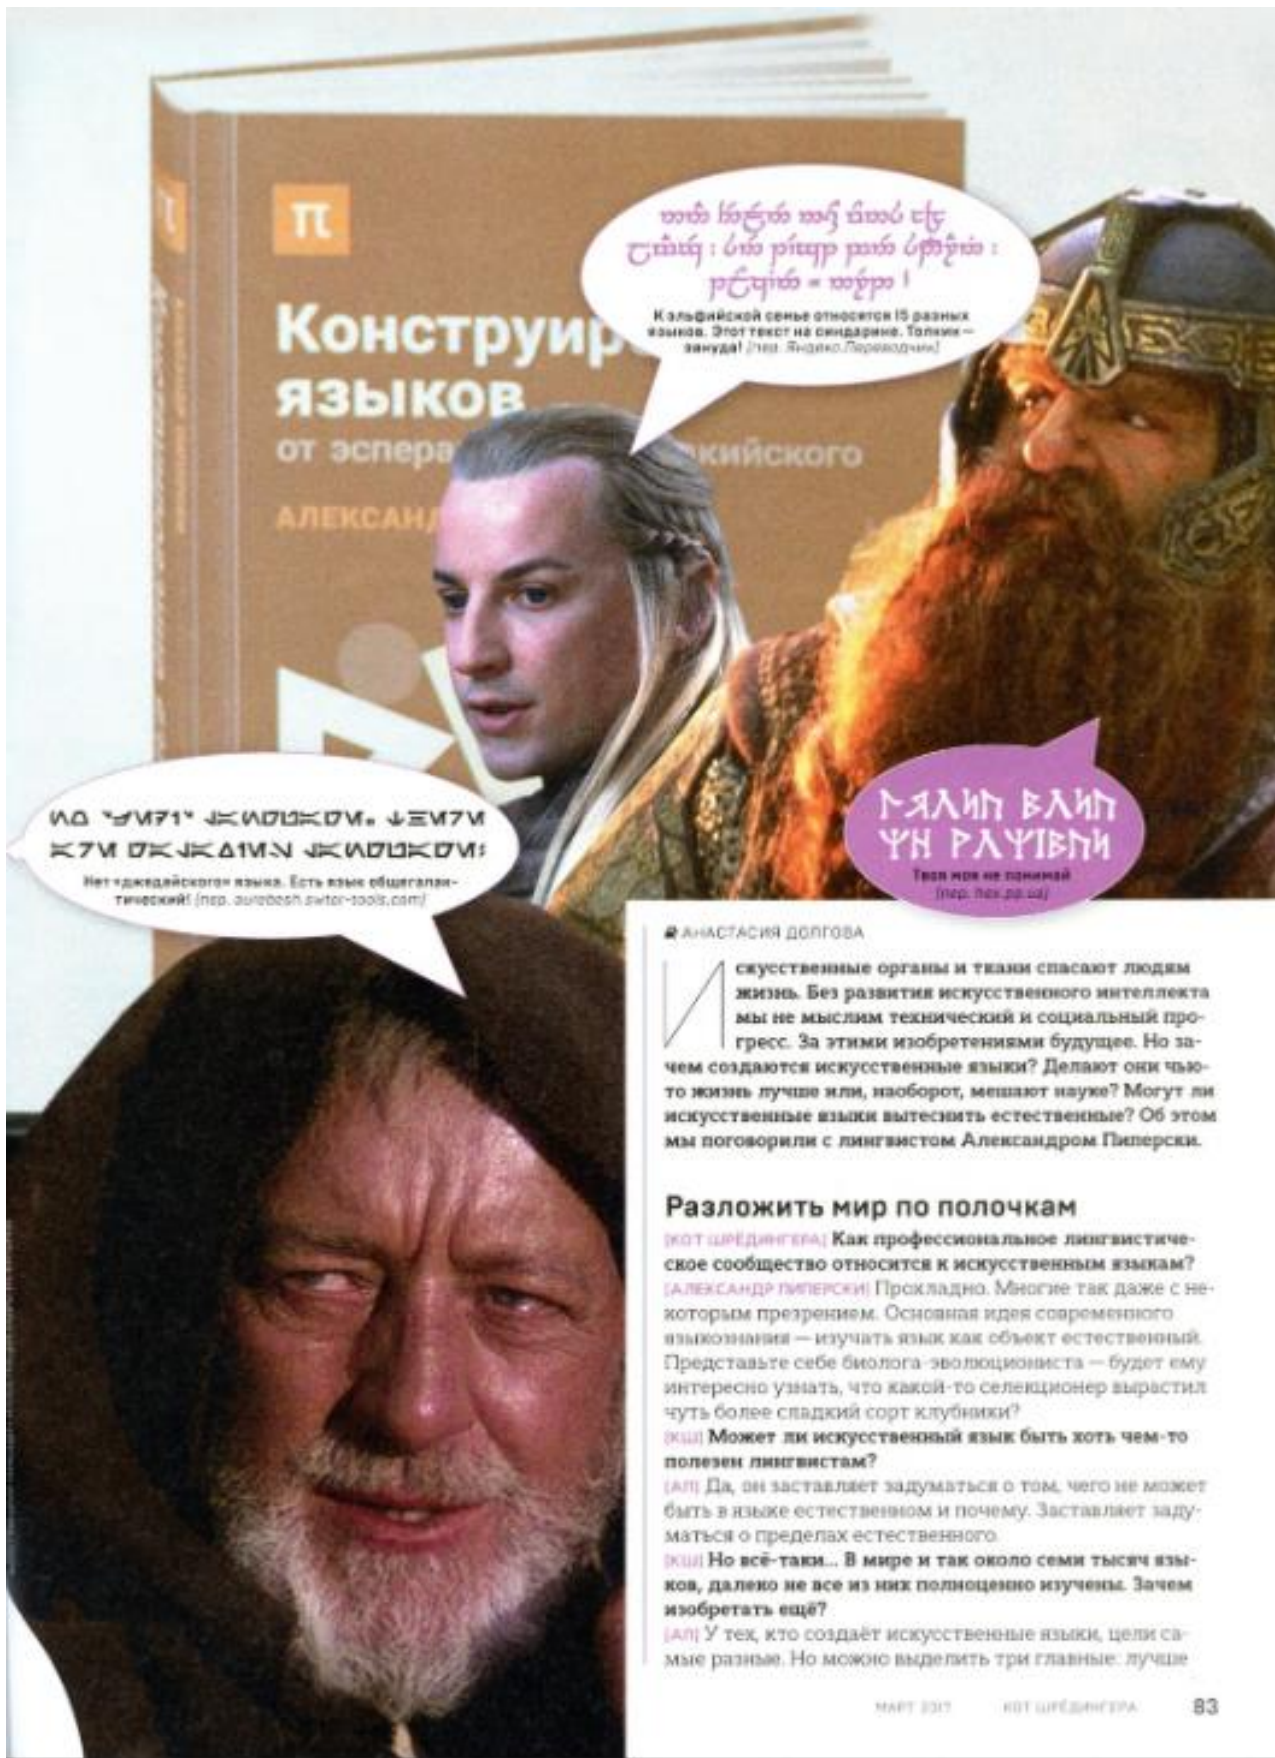 π
Конструир
языков
от эспера
окийского
АЛЕКСАНД
К эльфийской семье относятся 15 разных
языков. Этот текст на синдарине. Толкин —
зануда! (пер. Яндекс.Переводчик)
Нет «джедайского» языка. Есть язык общегалак-
тический! (пер. aurebesh.swtor-tools.com)
Твоя моя не понимай
(пер. hex.pp.ua)
АНАСТАСИЯ ДОЛГОВА
Искусственные органы и ткани спасают людям
жизнь. Без развития искусственного интеллекта
мы не мыслим технический и социальный про-
гресс. За этими изобретениями будущее. Но за-
чем создаются искусственные языки? Делают они чью-
то жизнь лучше или, наоборот, мешают науке? Могут ли
искусственные языки вытеснить естественные? Об этом
мы поговорили с лингвистом Александром Пиперски.
Разложить мир по полочкам
[КОТ ШРЁДИНГЕРА] Как профессиональное лингвистиче-
ское сообщество относится к искусственным языкам?
[АЛЕКСАНДР ПИПЕРСКИ] Прохладно. Многие так даже с не-
которым презрением. Основная идея современного
языкознания — изучать язык как объект естественный.
Представьте себе биолога-эволюциониста — будет ему
интересно узнать, что какой-то селекционер вырастил
чуть более сладкий сорт клубники?
[КШ] Может ли искусственный язык быть хоть чем-то
полезен лингвистам?
[АП] Да, он заставляет задуматься о том, чего не может
быть в языке естественном и почему. Заставляет заду-
маться о пределах естественного.
[КШ] Но всё-таки... В мире и так около семи тысяч язы-
ков, далеко не все из них полноценно изучены. Зачем
изобретать ещё?
[АП] У тех, кто создаёт искусственные языки, цели са-
мые разные. Но можно выделить три главные: лучше
МАРТ 2017 КОТ ШРЁДИНГЕРА 83